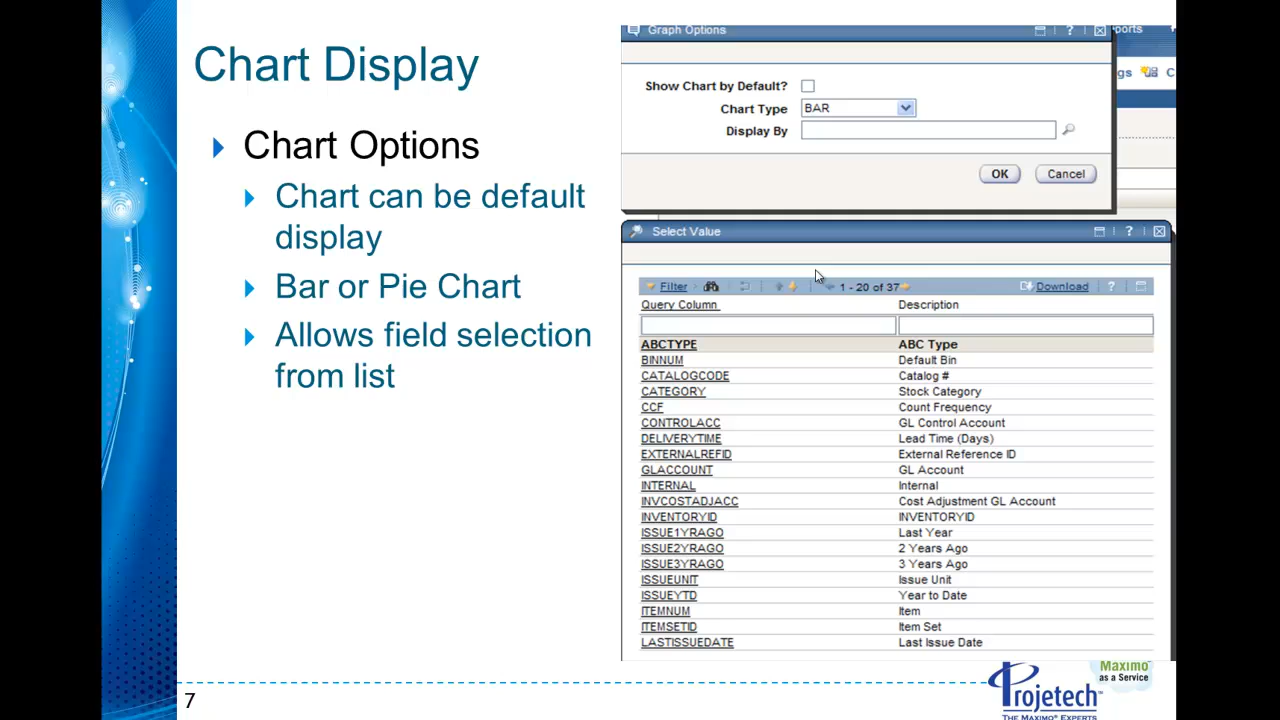 Chart Display
Chart Options
Chart can be default
display
Bar or Pie Chart
Allows field selection
from list
Graph Options
?
ports
Show Chart by Default?
gs
C
Chart Type
BAR
Display By
OK
Cancel
Select Value
?
Filter
1 - 20 of 37
Download
?
Query Column
Description
ABCTYPE ABC Type
BINNUM Default Bin
CATALOGCODE Catalog #
CATEGORY Stock Category
CCF Count Frequency
CONTROLACC GL Control Account
DELIVERYTIME Lead Time (Days)
EXTERNALREFID External Reference ID
GLACCOUNT GL Account
INTERNAL Internal
INVCOSTADJACC Cost Adjustment GL Account
INVENTORYID INVENTORYID
ISSUE1YRAGO Last Year
ISSUE2YRAGO 2 Years Ago
ISSUE3YRAGO 3 Years Ago
ISSUEUNIT Issue Unit
ISSUEYTD Year to Date
ITEMNUM Item
ITEMSETID Item Set
LASTISSUEDATE Last Issue Date
7
Projetech™
The Maximo® Experts
Maximo
as a Service